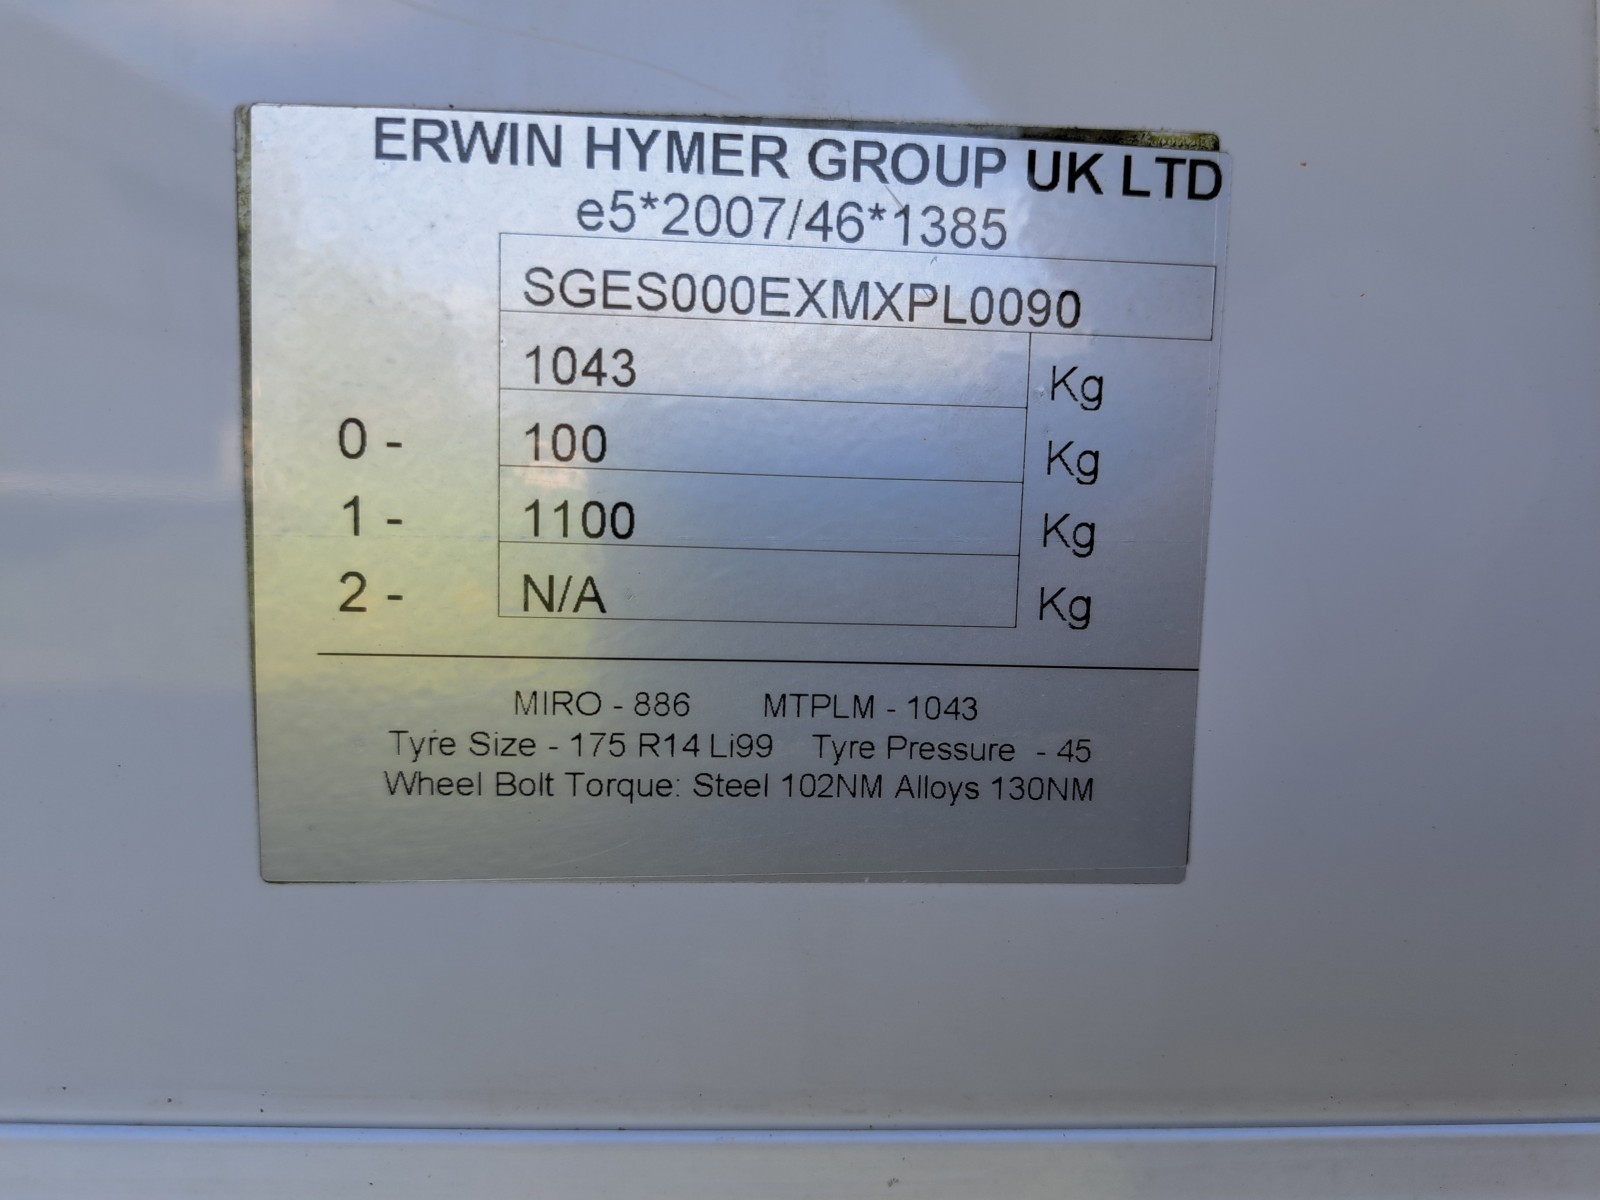 ERWIN HYMER GROUP UK LTD
e5*2007/46*1385
SGES000EXMXPL0090
1043 Kg
0 - 100 Kg
1 - 1100 Kg
2 - N/A Kg
MIRO - 886 MTPLM - 1043
Tyre Size - 175 R14 Li99 Tyre Pressure - 45
Wheel Bolt Torque: Steel 102NM Alloys 130NM